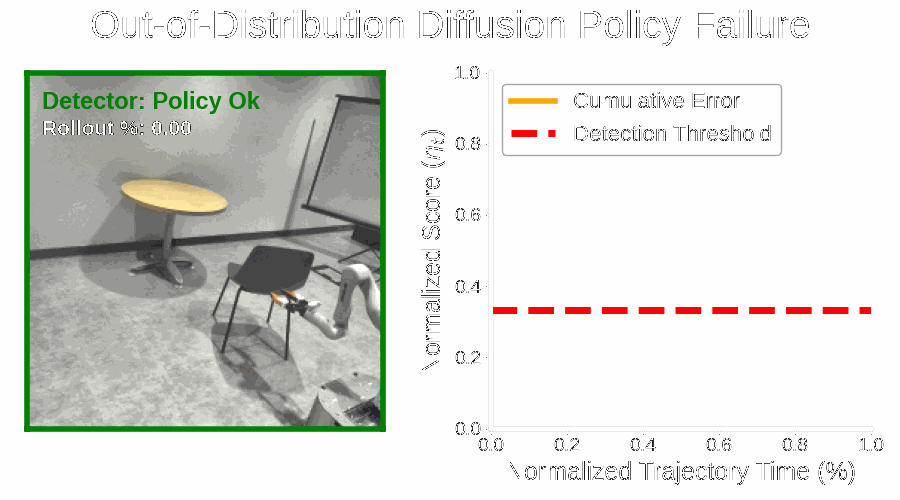 Out-of-Distribution Diffusion Policy Failure
Detector: Policy Ok
Rollout %: 0.00
1.0
0.8
0.6
0.4
0.2
0.0
Normalized Score (ηₜ)
Cumulative Error
Detection Threshold
0.0 0.2 0.4 0.6 0.8 1.0
Normalized Trajectory Time (%)